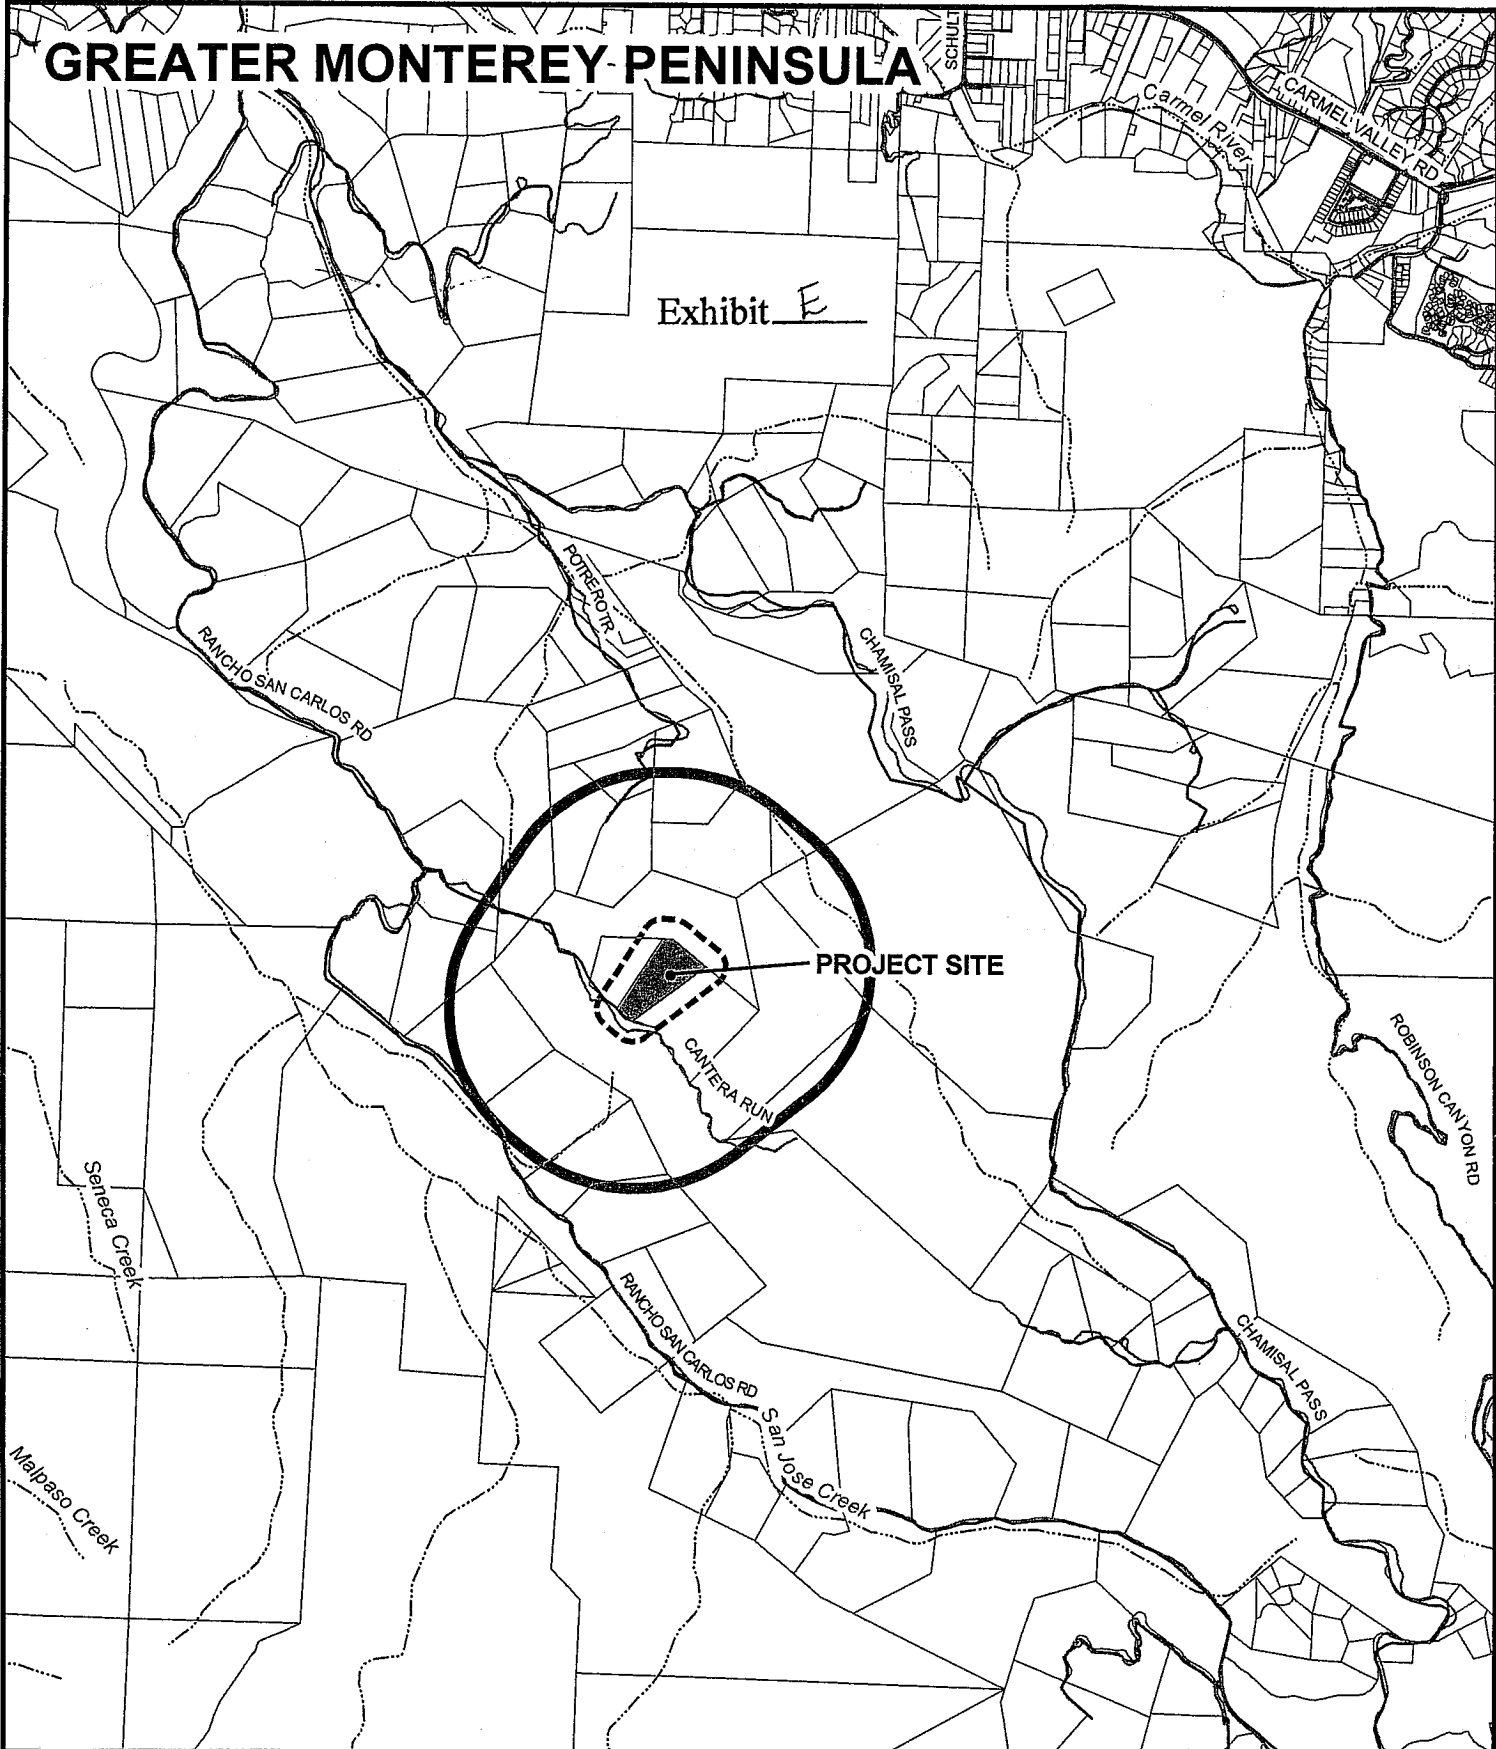 GREATER MONTEREY PENINSULA
SCHULT
CARMEL VALLEY RD
Carmel River
Exhibit E
POTRERO TR
RANCHO SAN CARLOS RD
CHAMISAL PASS
PROJECT SITE
CANTERA RUN
ROBINSON CANYON RD
Seneca Creek
RANCHO SAN CARLOS RD
CHAMISAL PASS
San Jose Creek
Malpaso Creek